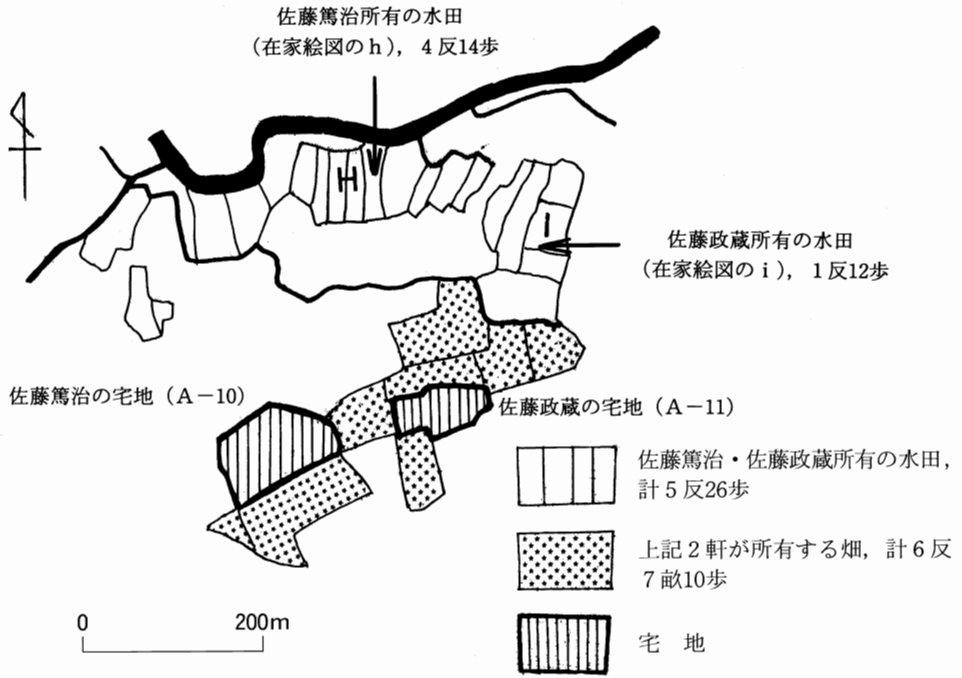 佐藤篤治所有の水田
(在家絵図のh), 4反14歩
H
I
佐藤政蔵所有の水田
(在家絵図のi), 1反12歩
佐藤篤治の宅地(A-10)
佐藤政蔵の宅地(A-11)
佐藤篤治・佐藤政蔵所有の水田,
計5反26歩
上記2軒が所有する畑, 計6反
7畝10歩
宅 地
0 200m